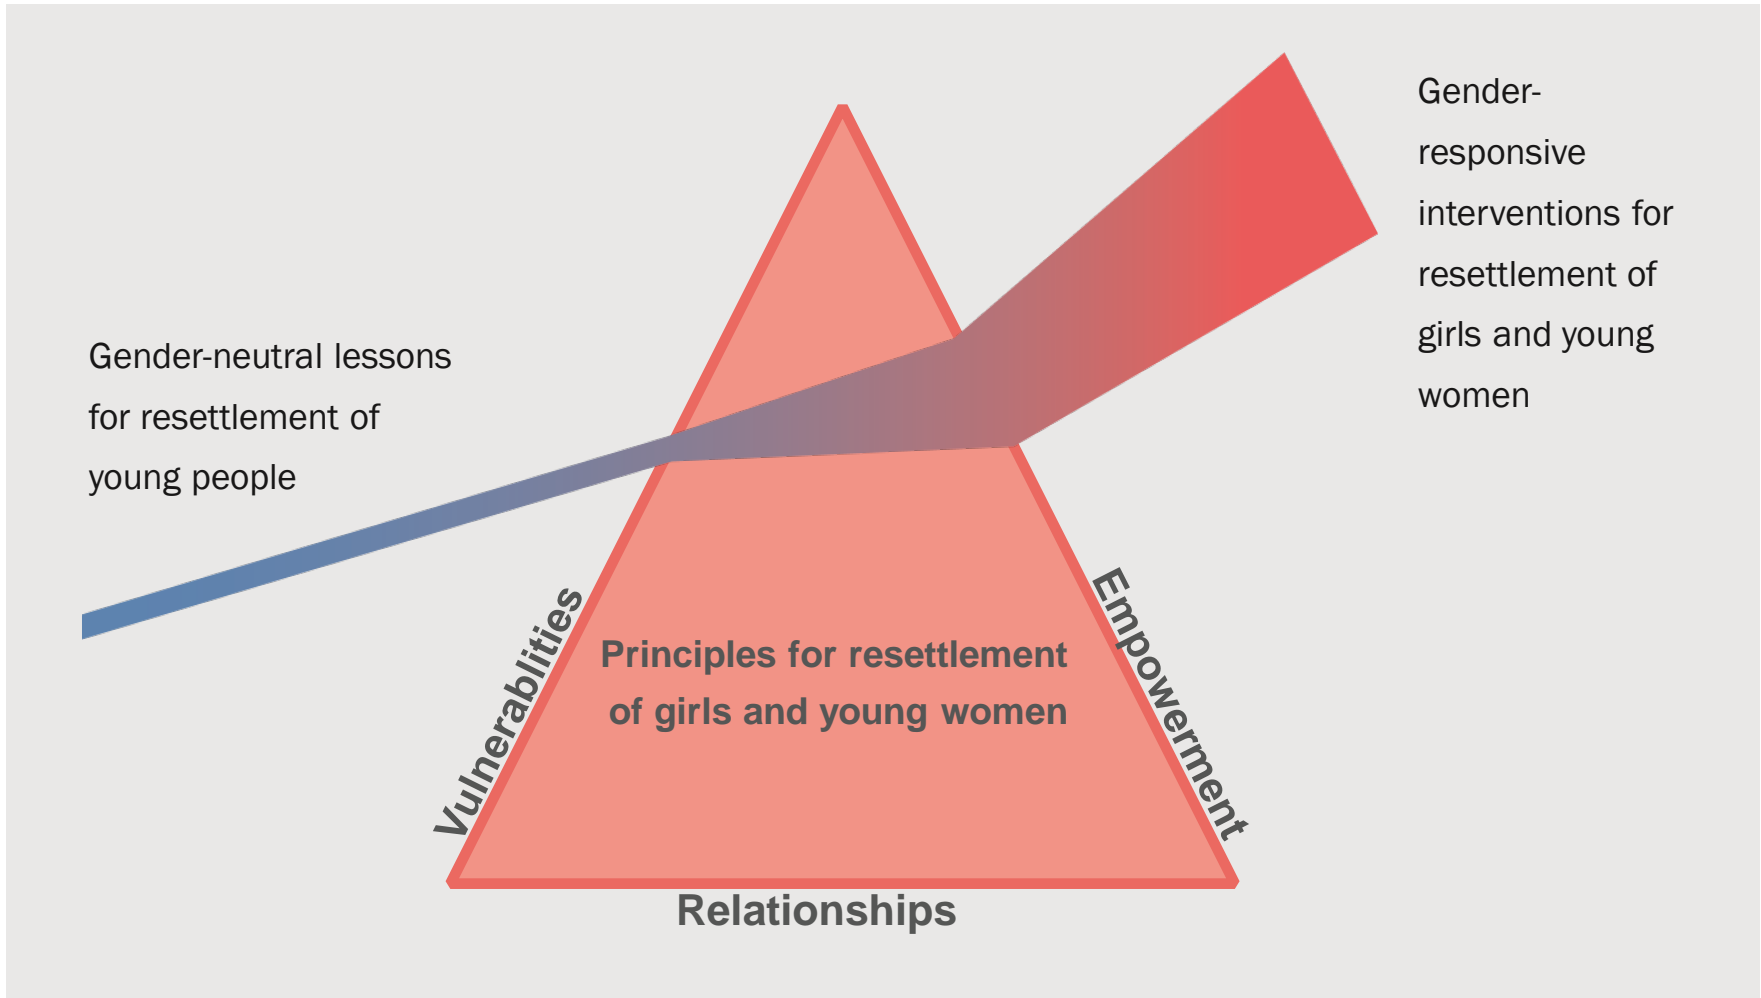 Gender-neutral lessons
for resettlement of
young people
Gender-
responsive
interventions for
resettlement of
girls and young
women
Vulnerablities
Principles for resettlement
of girls and young women
Empowerment
Relationships